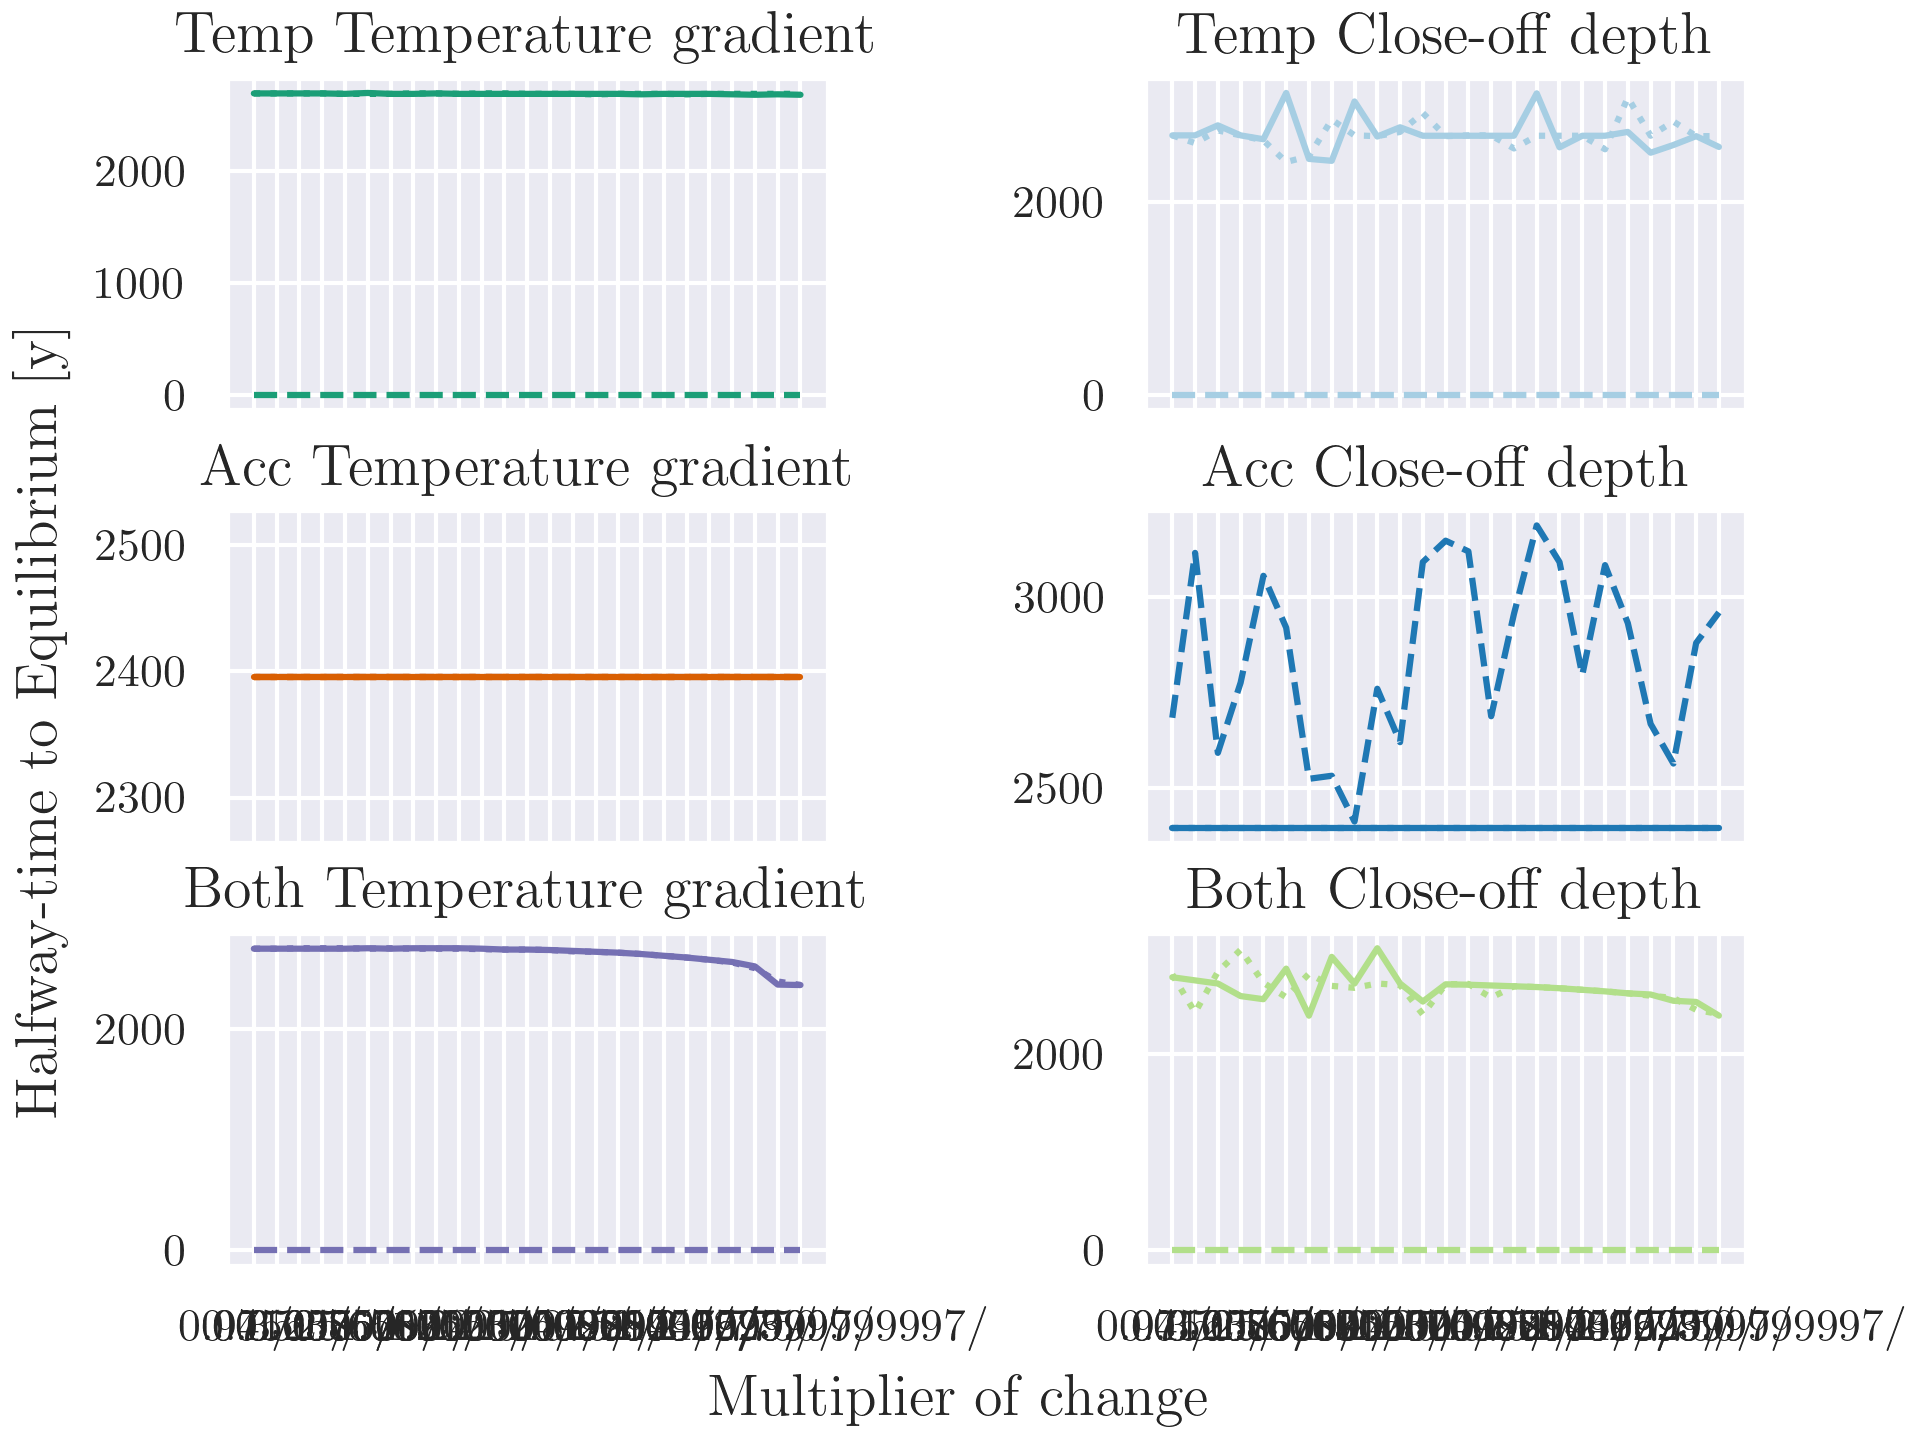 Temp Temperature gradient
Temp Close-off depth
2000
1000
0
2000
0
Halfway-time to Equilibrium [y]
Acc Temperature gradient
Acc Close-off depth
2500
2400
2300
3000
2500
Both Temperature gradient
Both Close-off depth
2000
0
2000
0
Multiplier of change